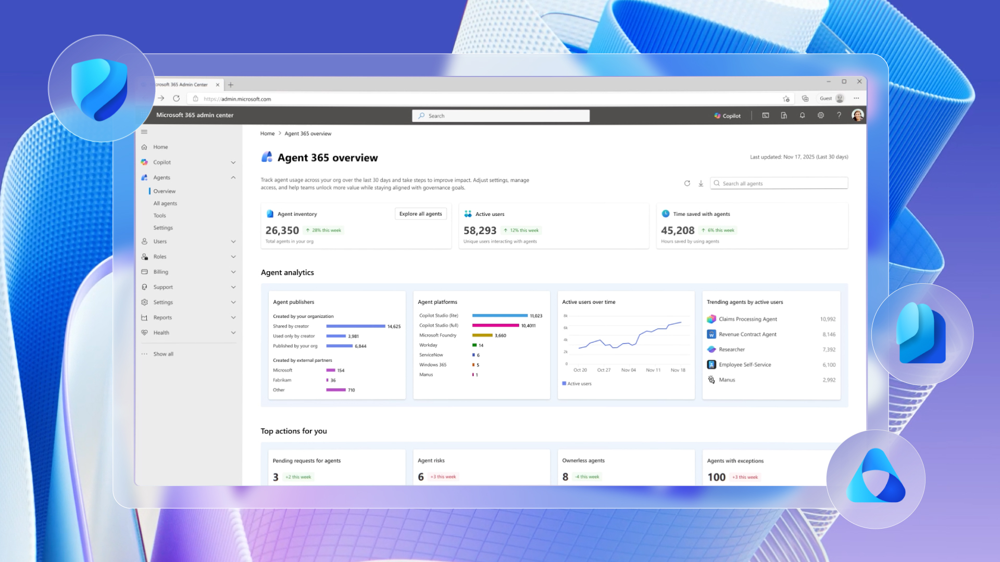 crosoft 365 Admin Center
https://admin.microsoft.com
Guest
Microsoft 365 admin center
Search
Copilot
Home
Copilot
Agents
Overview
All agents
Tools
Settings
Users
Roles
Billing
Support
Settings
Reports
Health
Show all
Home > Agent 365 overview
Agent 365 overview
Last updated: Nov 17, 2025 (Last 30 days)
Track agent usage across your org over the last 30 days and take steps to improve impact. Adjust settings, manage
access, and help teams unlock more value while staying aligned with governance goals.
Search all agents
Agent inventory
Explore all agents
26,350 ↑ 28% this week
Total agents in your org
Active users
58,293 ↑ 12% this week
Unique users interacting with agents
Time saved with agents
45,208 ↑ 6% this week
Hours saved by using agents
Agent analytics
Agent publishers
Created by your organization
Shared by creator 14,625
Used only by creator 3,981
Published by your org 6,844
Created by external partners
Microsoft 154
Fabrikam 36
Other 710
Agent platforms
Copilot Studio (lite) 11,023
Copilot Studio (full) 10,4011
Microsoft Foundry 3,660
Workday 14
ServiceNow 6
Windows 365 5
Manus 1
Active users over time
8k
6k
4k
2k
0
Oct 20 Oct 27 Nov 04 Nov 11 Nov 18
Active users
Trending agents by active users
Claims Processing Agent 10,992
Revenue Contract Agent 8,146
Researcher 7,392
Employee Self-Service 6,100
Manus 2,992
Top actions for you
Pending requests for agents
3 +2 this week
Agent risks
6 +3 this week
Ownerless agents
8 -4 this week
Agents with exceptions
100 +3 this week